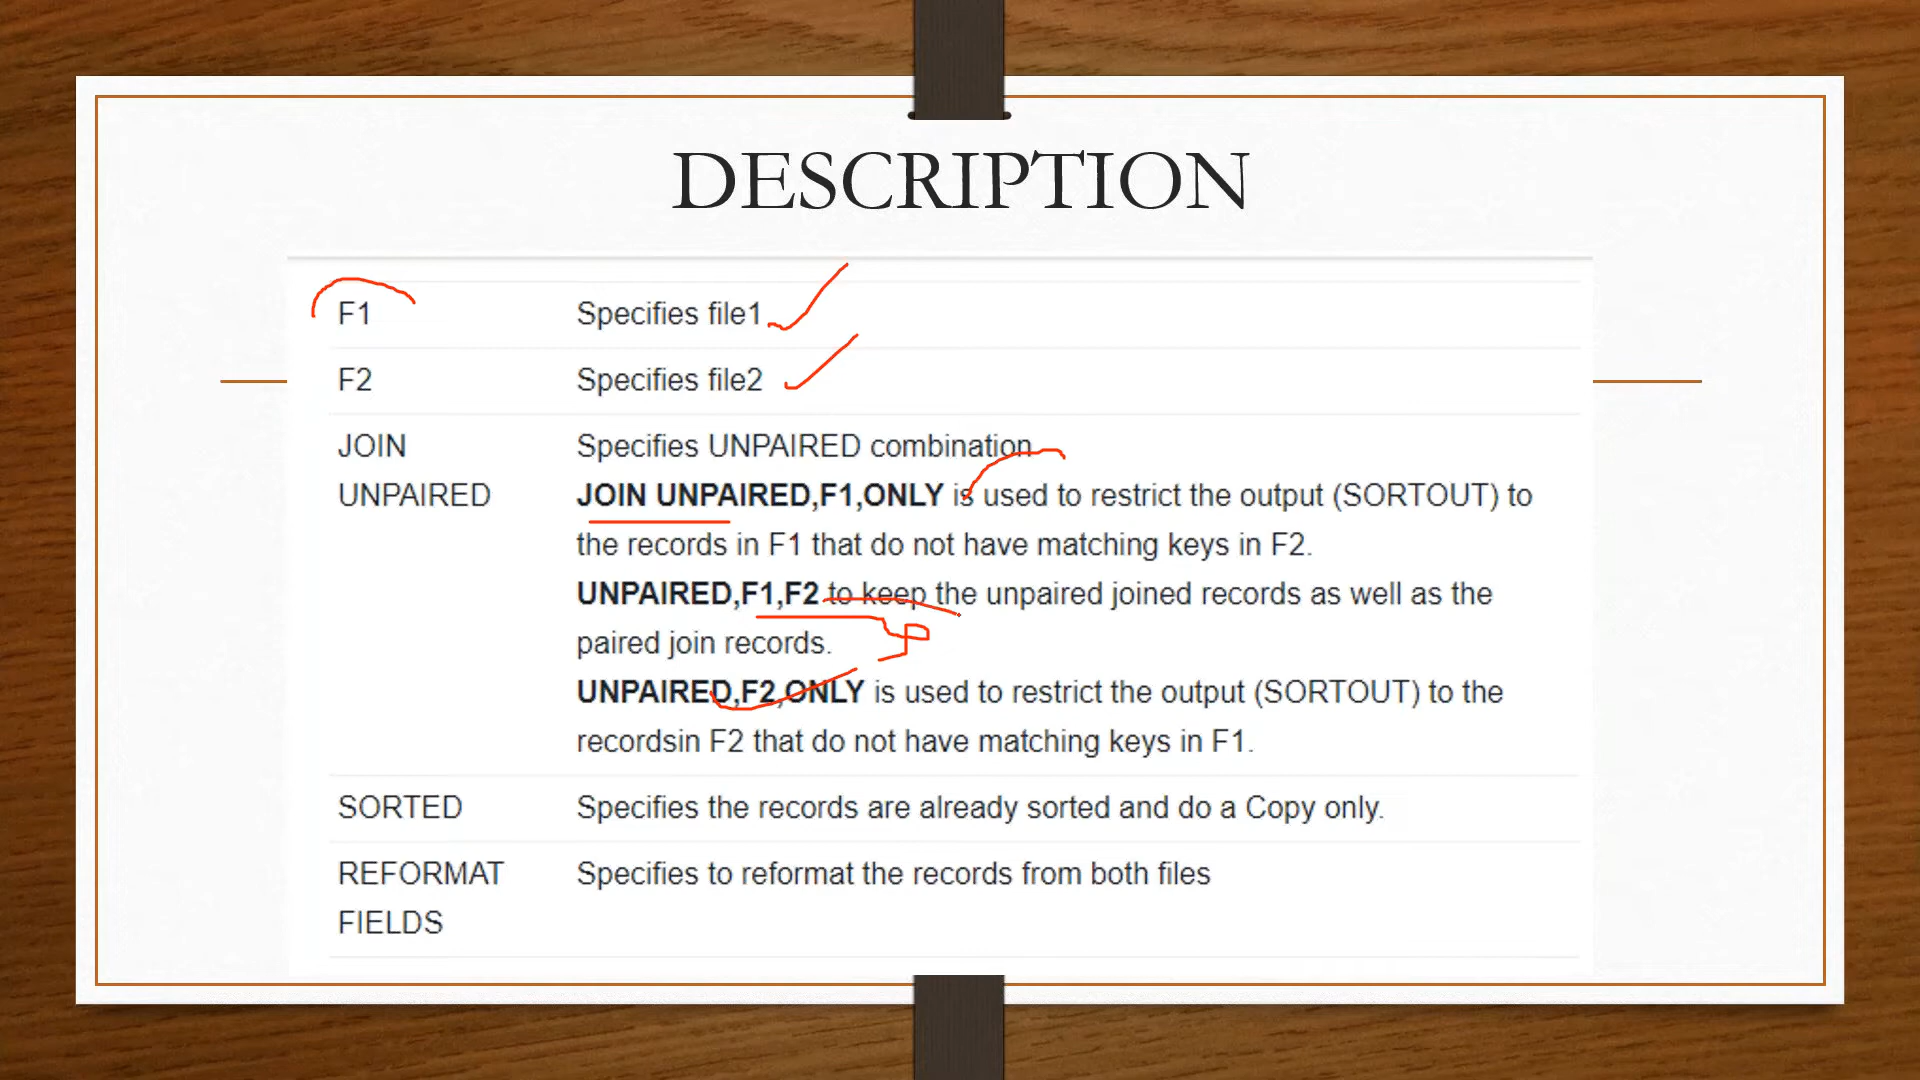 DESCRIPTION
F1 Specifies file1
F2 Specifies file2
JOIN Specifies UNPAIRED combination
UNPAIRED JOIN UNPAIRED,F1,ONLY is used to restrict the output (SORTOUT) to
the records in F1 that do not have matching keys in F2.
UNPAIRED,F1,F2 to keep the unpaired joined records as well as the
paired join records.
UNPAIRED,F2,ONLY is used to restrict the output (SORTOUT) to the
recordsin F2 that do not have matching keys in F1.
SORTED Specifies the records are already sorted and do a Copy only.
REFORMAT Specifies to reformat the records from both files
FIELDS